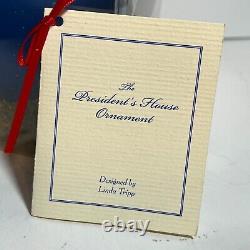 The
President's House
Ornament
Designed by
Linda Tripp